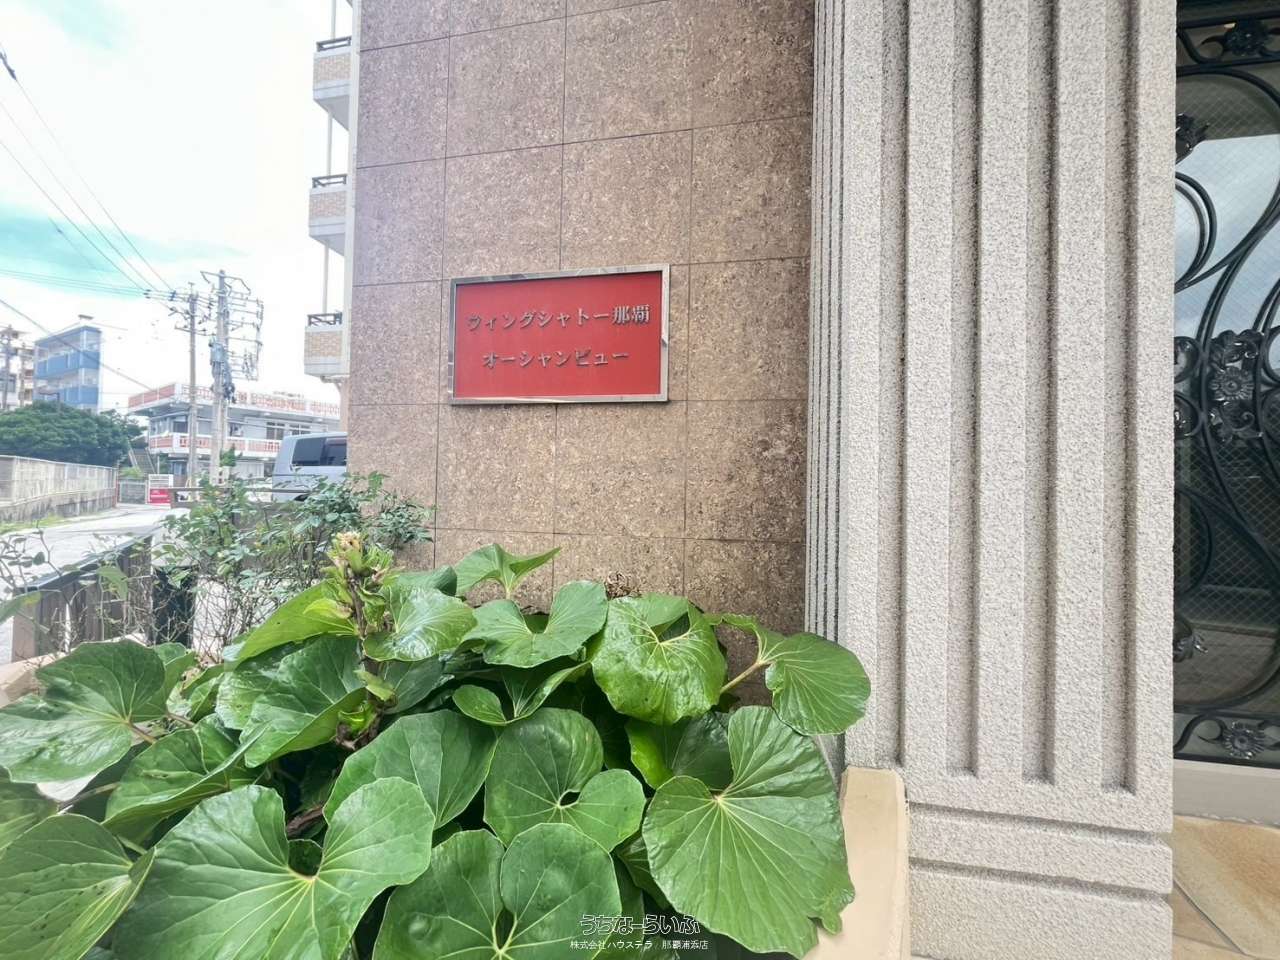 ウィングシャトー那覇
オーシャンビュー
うちなーらいふ
株式会社ハウステラ 那覇浦添店